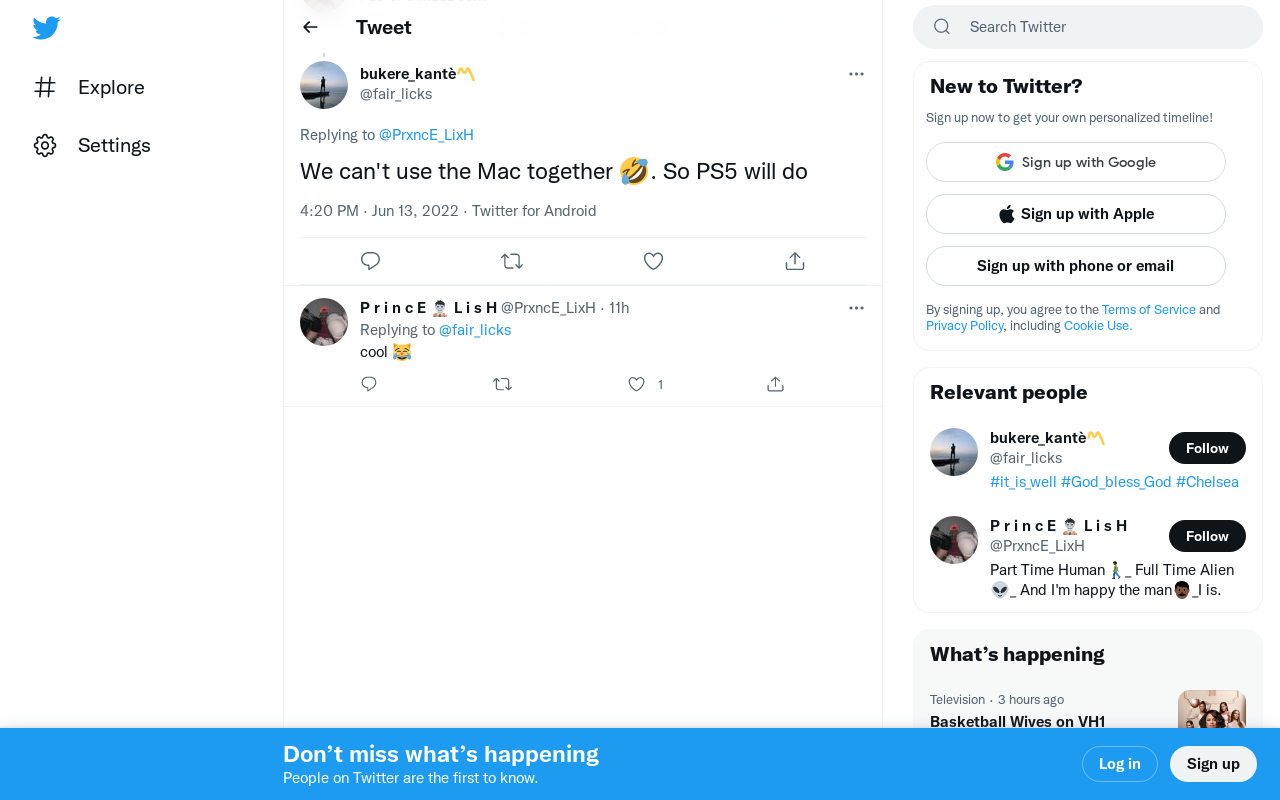 Explore
Settings
Tweet
bukere_kantè〽️
@fair_licks
Replying to @PrxncE_LixH
We can't use the Mac together 🤣. So PS5 will do
4:20 PM · Jun 13, 2022 · Twitter for Android
P r i n c E 🧛🏻‍♂️ L i s H @PrxncE_LixH · 11h
Replying to @fair_licks
cool 😹
1
Search Twitter
New to Twitter?
Sign up now to get your own personalized timeline!
Sign up with Google
Sign up with Apple
Sign up with phone or email
By signing up, you agree to the Terms of Service and
Privacy Policy, including Cookie Use.
Relevant people
bukere_kantè〽️
@fair_licks
Follow
#it_is_well #God_bless_God #Chelsea
P r i n c E 🧛🏻‍♂️ L i s H
@PrxncE_LixH
Follow
Part Time Human 🚶‍♂️_ Full Time Alien
👽_ And I'm happy the man👨🏿‍🦱_I is.
What’s happening
Television · 3 hours ago
Basketball Wives on VH1
Don’t miss what’s happening
People on Twitter are the first to know.
Log in
Sign up